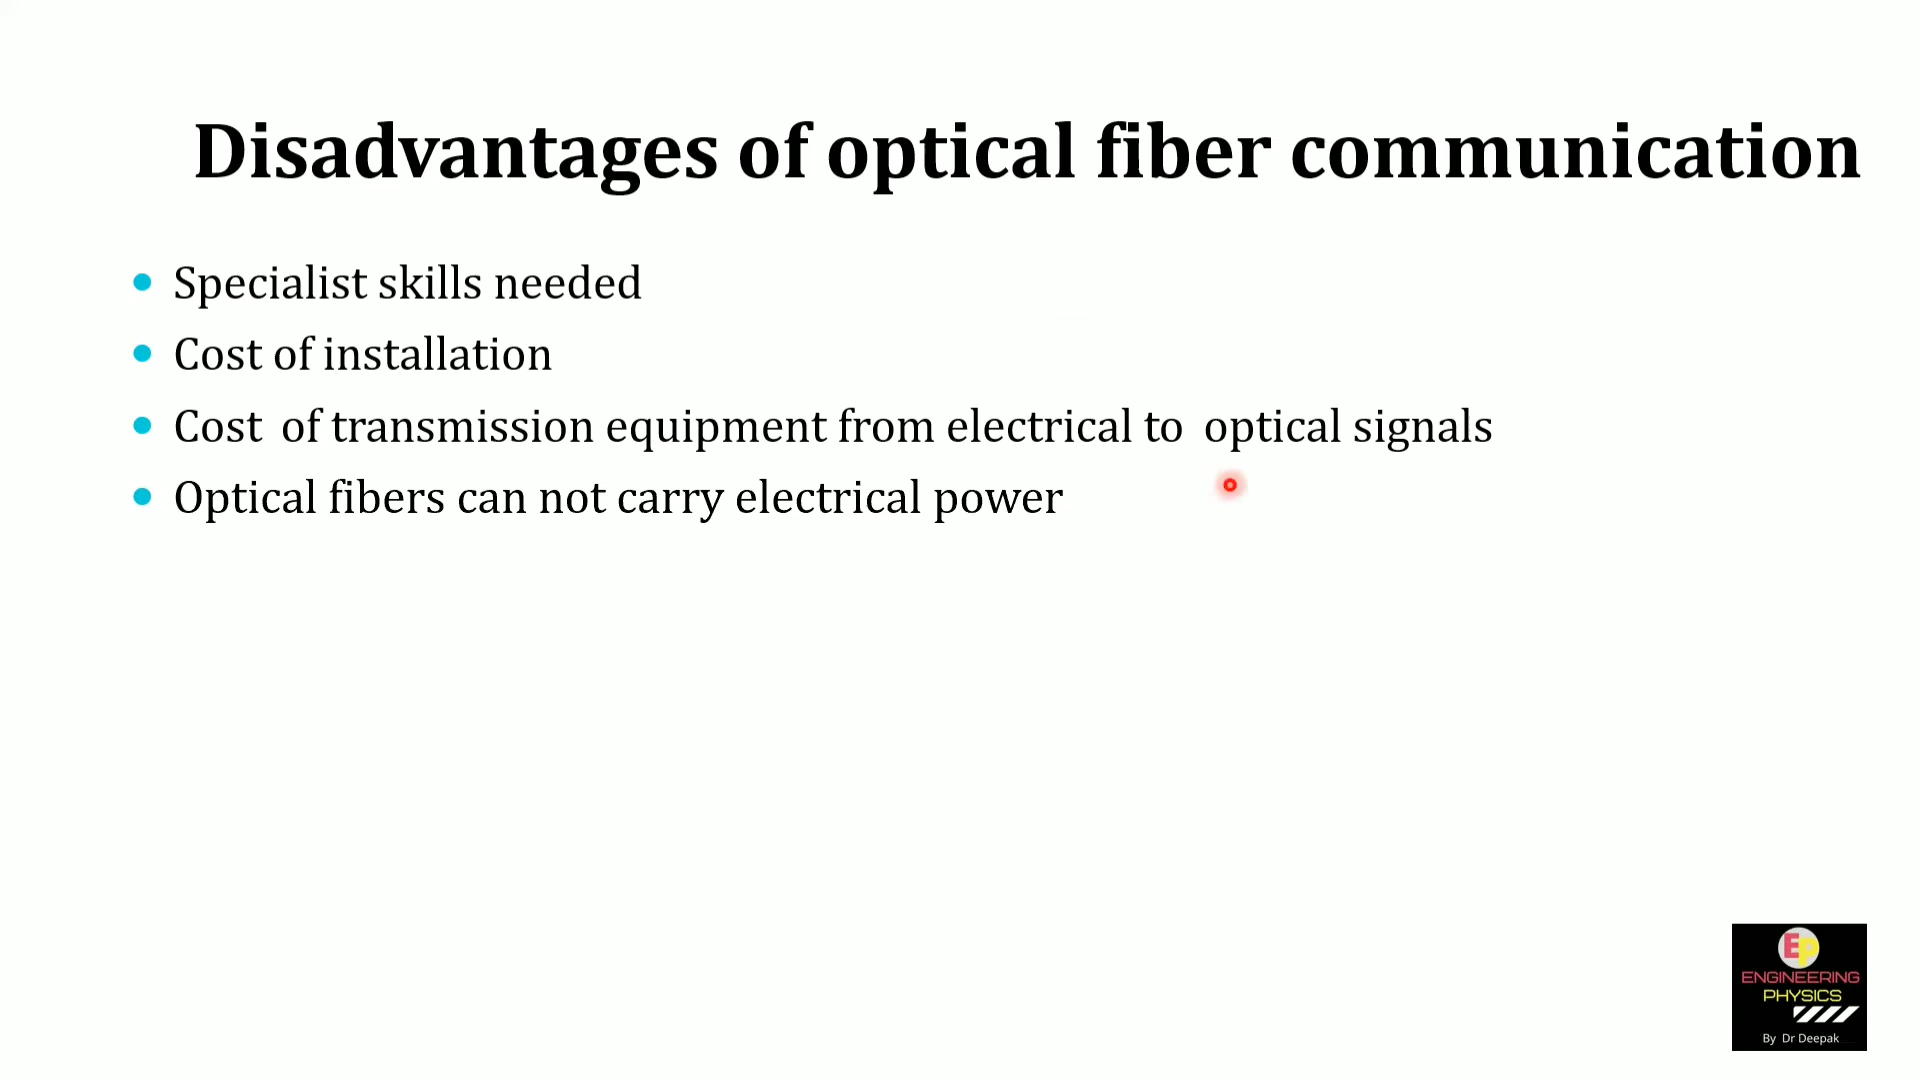 Disadvantages of optical fiber communication
Specialist skills needed
Cost of installation
Cost of transmission equipment from electrical to optical signals
Optical fibers can not carry electrical power
Ep
ENGINEERING
PHYSICS
By Dr Deepak